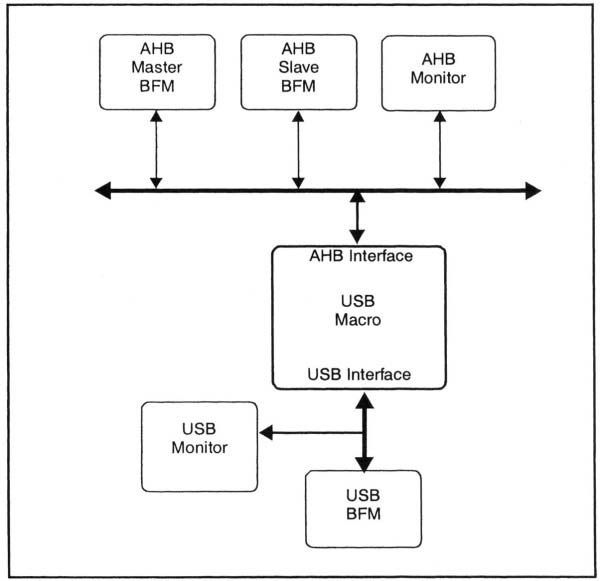 AHB
Master
BFM
AHB
Slave
BFM
AHB
Monitor
AHB Interface
USB
Macro
USB Interface
USB
Monitor
USB
BFM